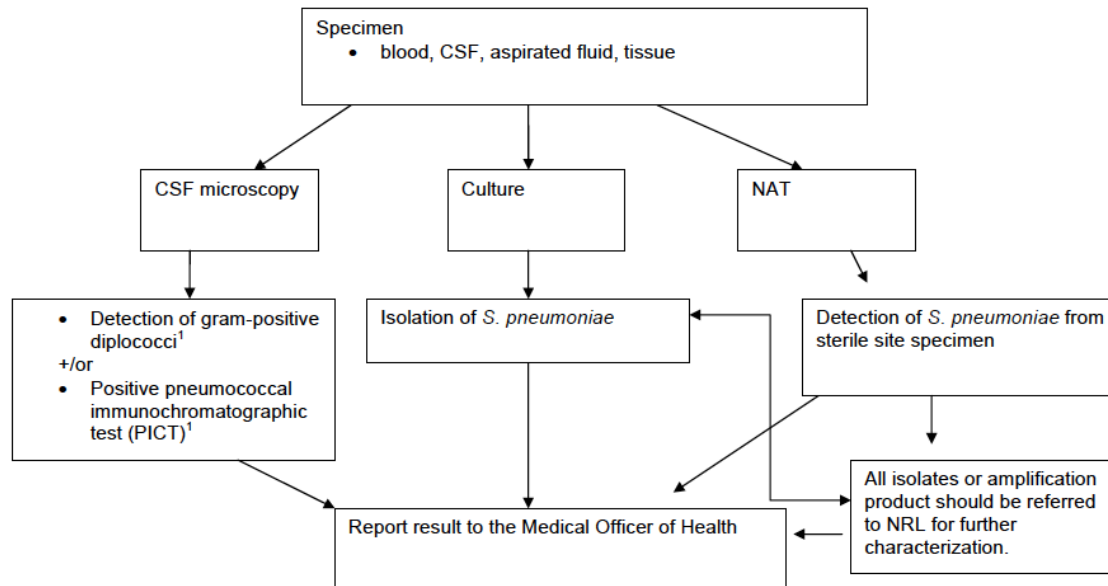 Specimen
• blood, CSF, aspirated fluid, tissue
CSF microscopy
Culture
NAT
• Detection of gram-positive
diplococci¹
+/or
• Positive pneumococcal
immunochromatographic
test (PICT)¹
Isolation of S. pneumoniae
Detection of S. pneumoniae from
sterile site specimen
All isolates or amplification
product should be referred
to NRL for further
characterization.
Report result to the Medical Officer of Health